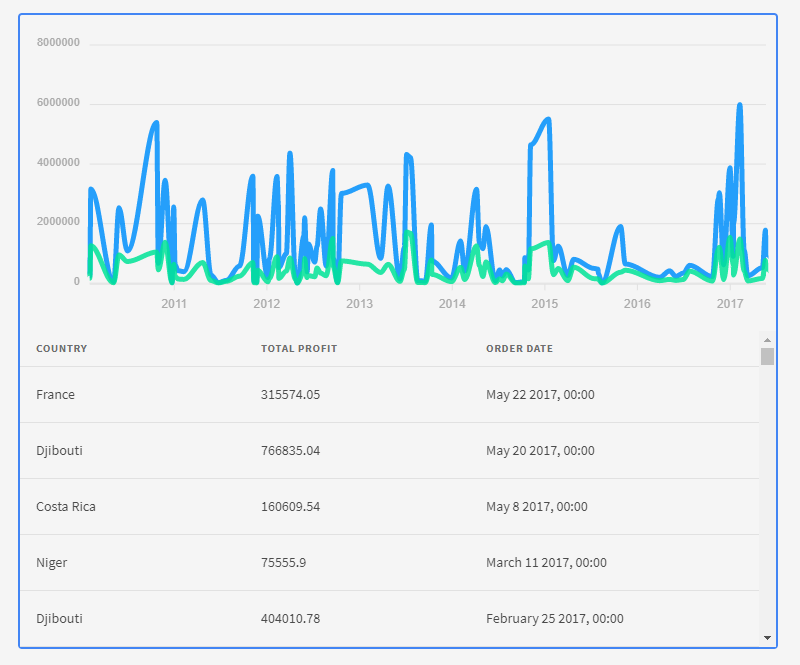 8000000
6000000
4000000
2000000
0
2011 2012 2013 2014 2015 2016 2017
COUNTRY TOTAL PROFIT ORDER DATE
France 315574.05 May 22 2017, 00:00
Djibouti 766835.04 May 20 2017, 00:00
Costa Rica 160609.54 May 8 2017, 00:00
Niger 75555.9 March 11 2017, 00:00
Djibouti 404010.78 February 25 2017, 00:00